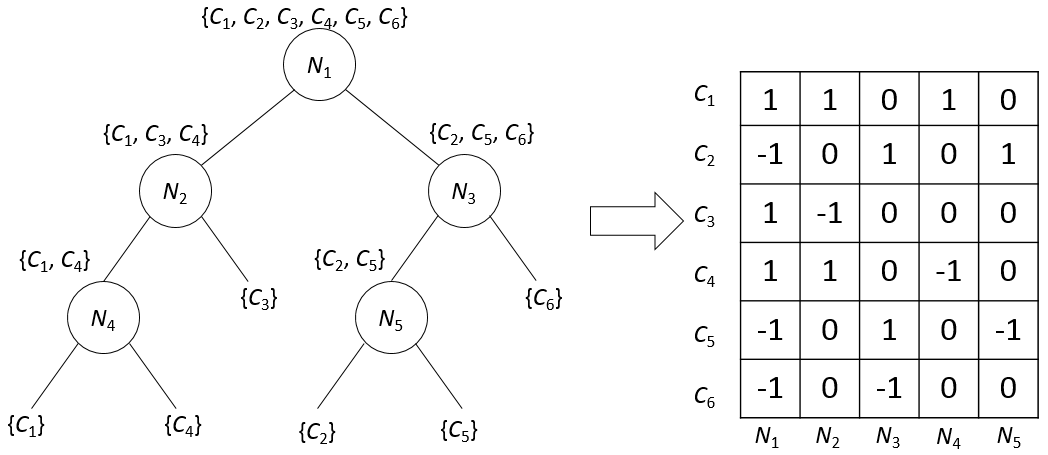 {C₁, C₂, C₃, C₄, C₅, C₆}
N₁
{C₁, C₃, C₄}
{C₂, C₅, C₆}
N₂
N₃
{C₁, C₄}
{C₃}
{C₂, C₅}
{C₆}
N₄
N₅
{C₁}
{C₄}
{C₂}
{C₅}
C₁ 1 1 0 1 0
C₂ -1 0 1 0 1
C₃ 1 -1 0 0 0
C₄ 1 1 0 -1 0
C₅ -1 0 1 0 -1
C₆ -1 0 -1 0 0
N₁ N₂ N₃ N₄ N₅